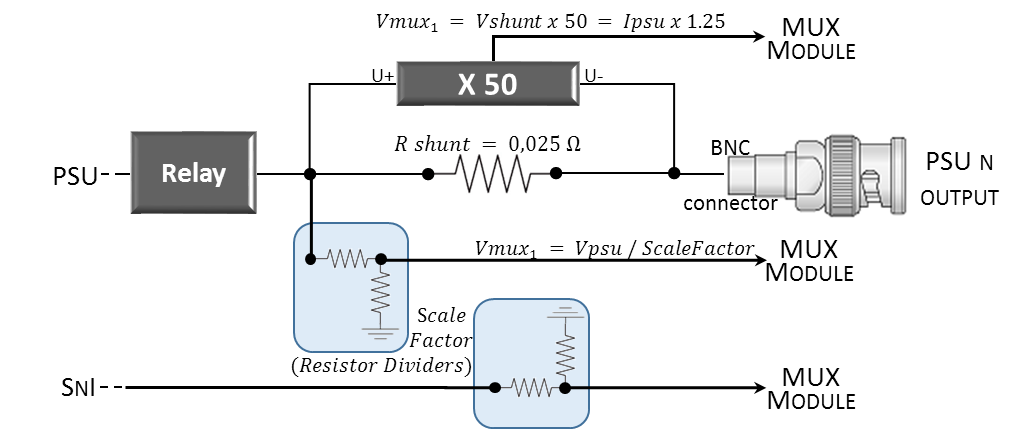 Vmux₁ = Vshunt x 50 = Ipsu x 1.25
MUX
MODULE
U+
X 50
U-
R shunt = 0,025 Ω
PSU
Relay
BNC
connector
PSU N
OUTPUT
Vmux₁ = Vpsu / ScaleFactor
MUX
MODULE
Scale
Factor
(Resistor Dividers)
SNI
MUX
MODULE